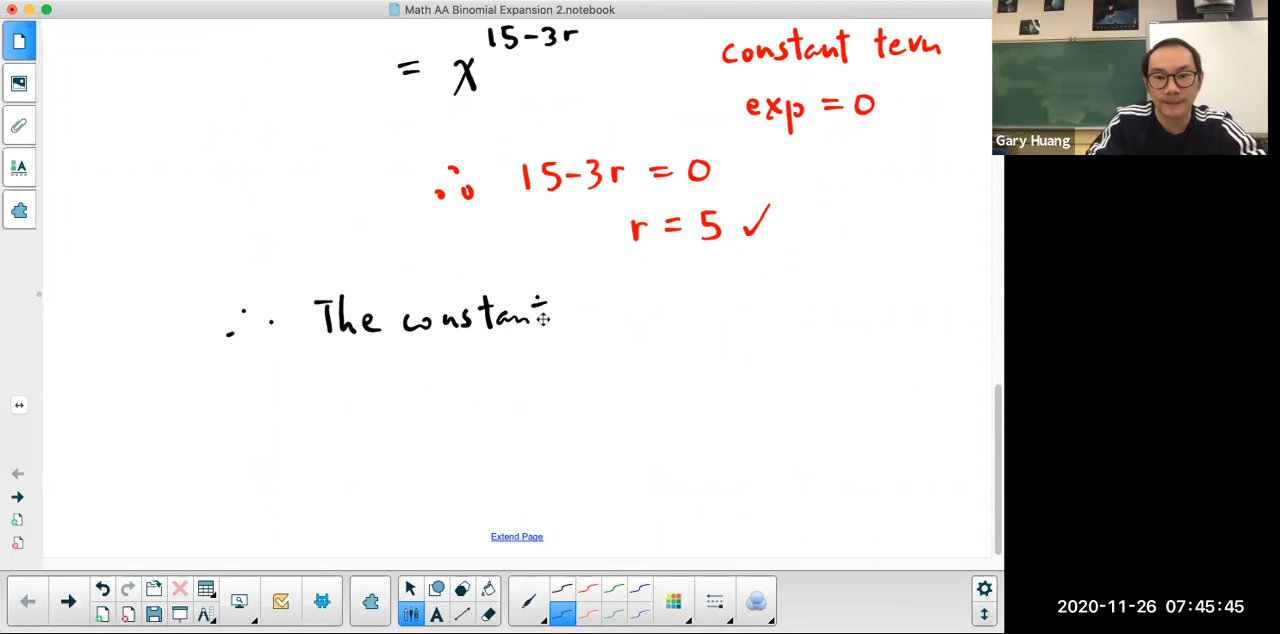 Math AA Binomial Expansion 2.notebook
= x^{15-3r}
constant term
exp = 0
∴ 15-3r = 0
r = 5 ✓
∴ The constant
Extend Page
Gary Huang
2020-11-26 07:45:45